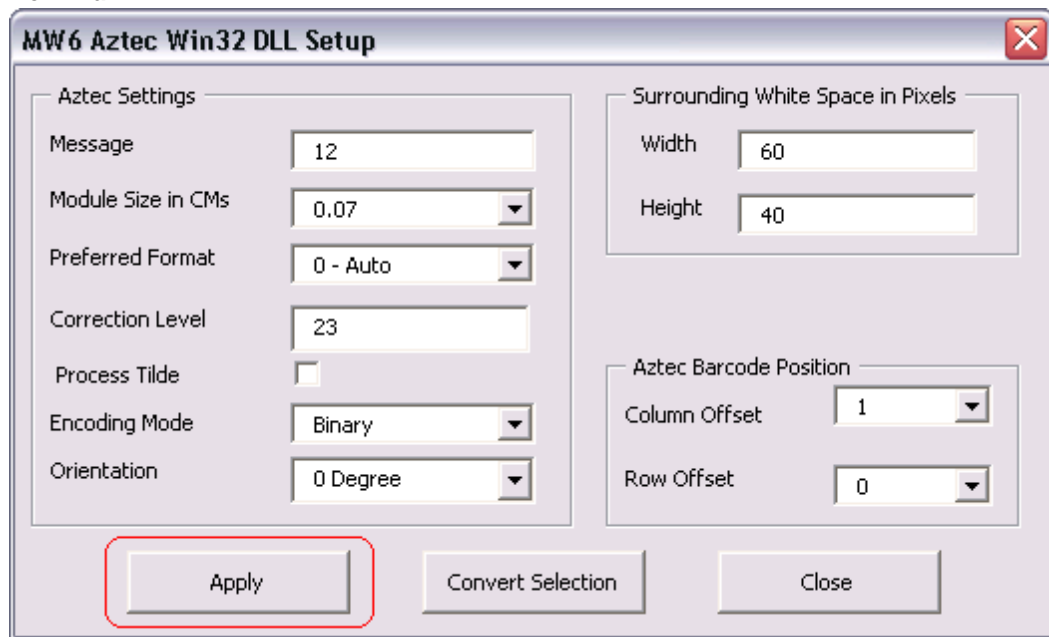 MW6 Aztec Win32 DLL Setup
Aztec Settings
Message 12
Module Size in CMs 0.07
Preferred Format 0 - Auto
Correction Level 23
Process Tilde
Encoding Mode Binary
Orientation 0 Degree
Surrounding White Space in Pixels
Width 60
Height 40
Aztec Barcode Position
Column Offset 1
Row Offset 0
Apply Convert Selection Close